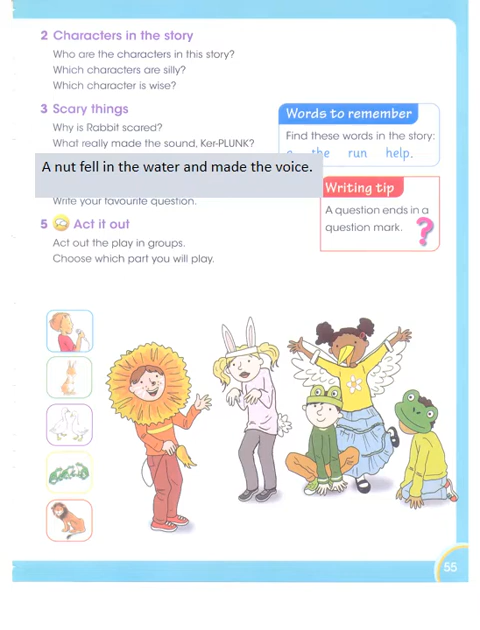 2 Characters in the story
Who are the characters in this story?
Which characters are silly?
Which character is wise?
3 Scary things
Why is Rabbit scared?
What really made the sound, Ker-PLUNK?
A nut fell in the water and made the voice.
Write your favourite question.
5 Act it out
Act out the play in groups.
Choose which part you will play.
Words to remember
Find these words in the story:
the run help.
Writing tip
A question ends in a
question mark.
?
55